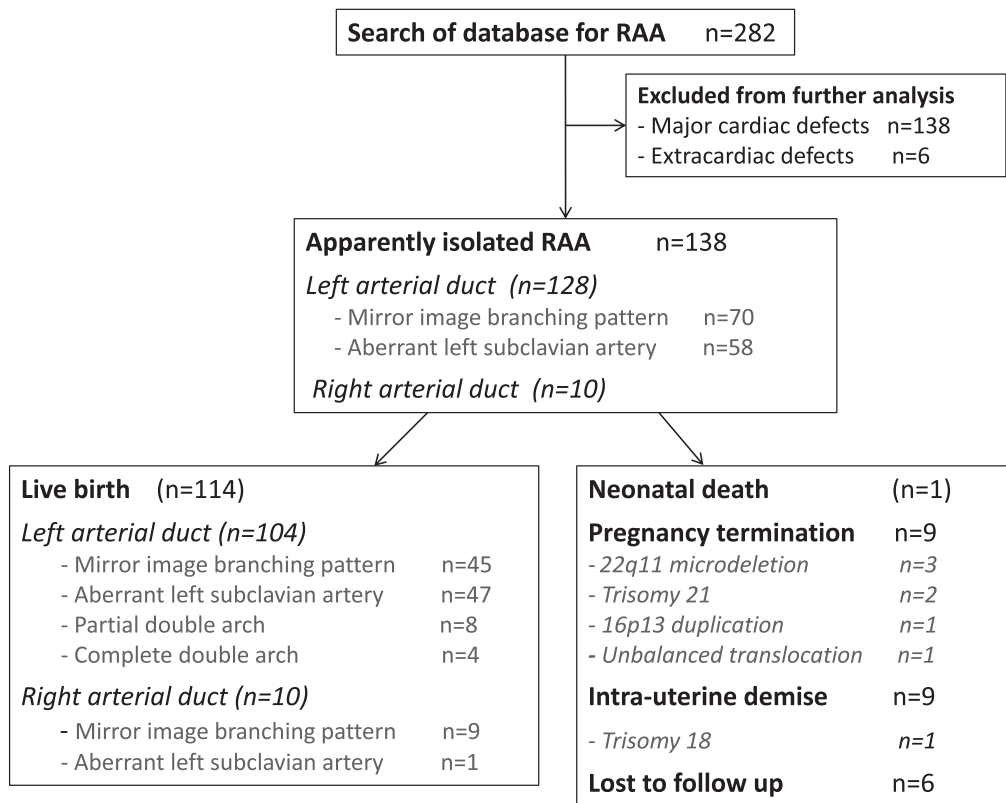 Search of database for RAA n=282
Excluded from further analysis
- Major cardiac defects n=138
- Extracardiac defects n=6
Apparently isolated RAA n=138
Left arterial duct (n=128)
- Mirror image branching pattern n=70
- Aberrant left subclavian artery n=58
Right arterial duct (n=10)
Live birth (n=114)
Left arterial duct (n=104)
- Mirror image branching pattern n=45
- Aberrant left subclavian artery n=47
- Partial double arch n=8
- Complete double arch n=4
Right arterial duct (n=10)
- Mirror image branching pattern n=9
- Aberrant left subclavian artery n=1
Neonatal death (n=1)
Pregnancy termination n=9
- 22q11 microdeletion n=3
- Trisomy 21 n=2
- 16p13 duplication n=1
- Unbalanced translocation n=1
Intra-uterine demise n=9
- Trisomy 18 n=1
Lost to follow up n=6